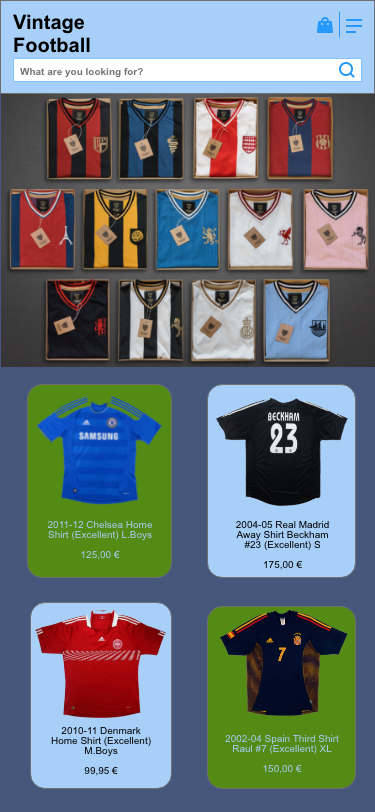 Vintage
Football
What are you looking for?
SAMSUNG
2011-12 Chelsea Home
Shirt (Excellent) L.Boys
125,00 €
BECKHAM
23
2004-05 Real Madrid
Away Shirt Beckham
#23 (Excellent) S
175,00 €
2010-11 Denmark
Home Shirt (Excellent)
M.Boys
99,95 €
7
2002-04 Spain Third Shirt
Raul #7 (Excellent) XL
150,00 €